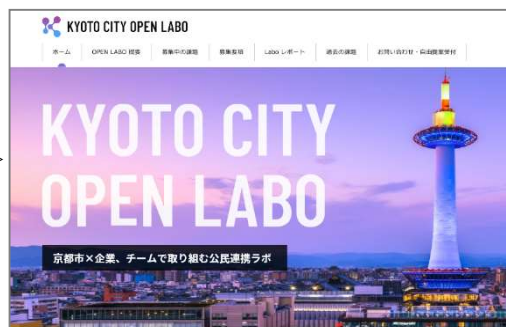 KYOTO CITY OPEN LABO
ホーム OPEN LABO 概要 募集中の課題 募集要項 Labo レポート 過去の課題 お問い合わせ・自由提案受付
KYOTO CITY
OPEN LABO
京都市×企業、チームで取り組む公民連携ラボ